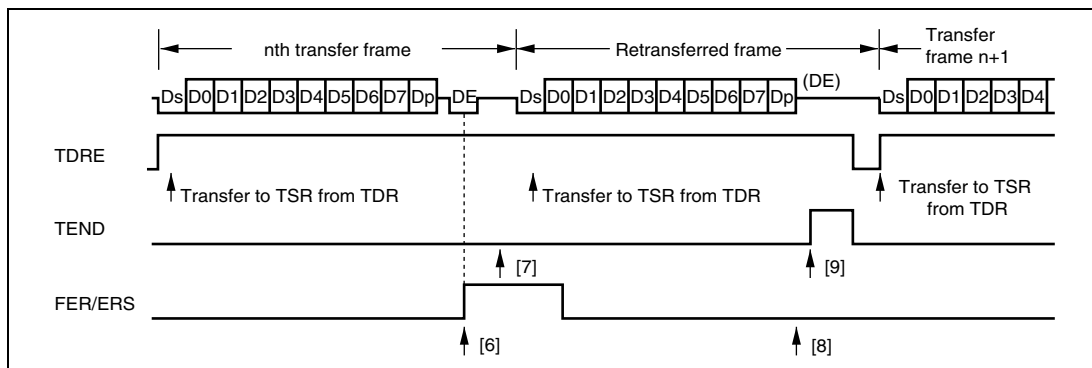 nth transfer frame
Retransferred frame
Transfer
frame n+1
Ds D0 D1 D2 D3 D4 D5 D6 D7 Dp DE
Ds D0 D1 D2 D3 D4 D5 D6 D7 Dp
(DE)
Ds D0 D1 D2 D3 D4
TDRE
Transfer to TSR from TDR
Transfer to TSR from TDR
Transfer to TSR
from TDR
TEND
[7]
[9]
FER/ERS
[6]
[8]